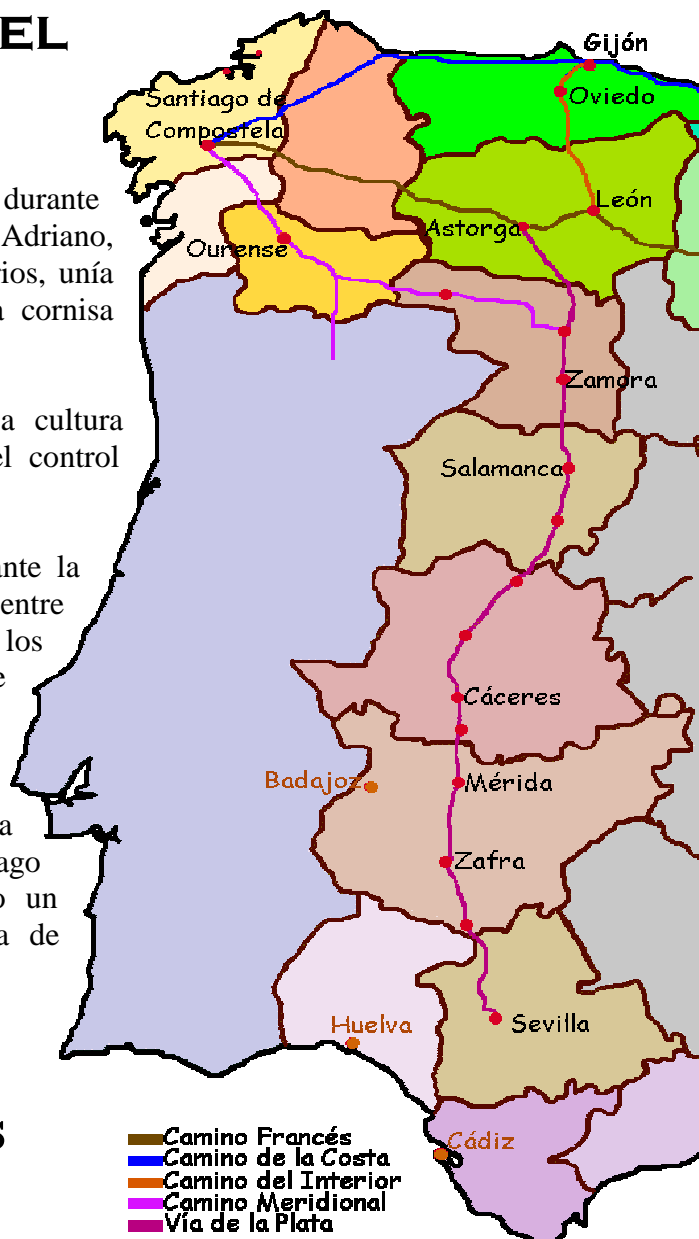 EL
Gijón
Oviedo
Santiago de
Compostela
durante
León
Adriano,
Astorga
Ourense
rios, unía
a cornisa
Zamora
a cultura
el control
Salamanca
ante la
entre
los
e
Cáceres
Badajoz
Mérida
a
Zafra
ago
o un
a de
Huelva
Sevilla
S
Camino Francés
Cádiz
Camino de la Costa
Camino del Interior
Camino Meridional
Vía de la Plata